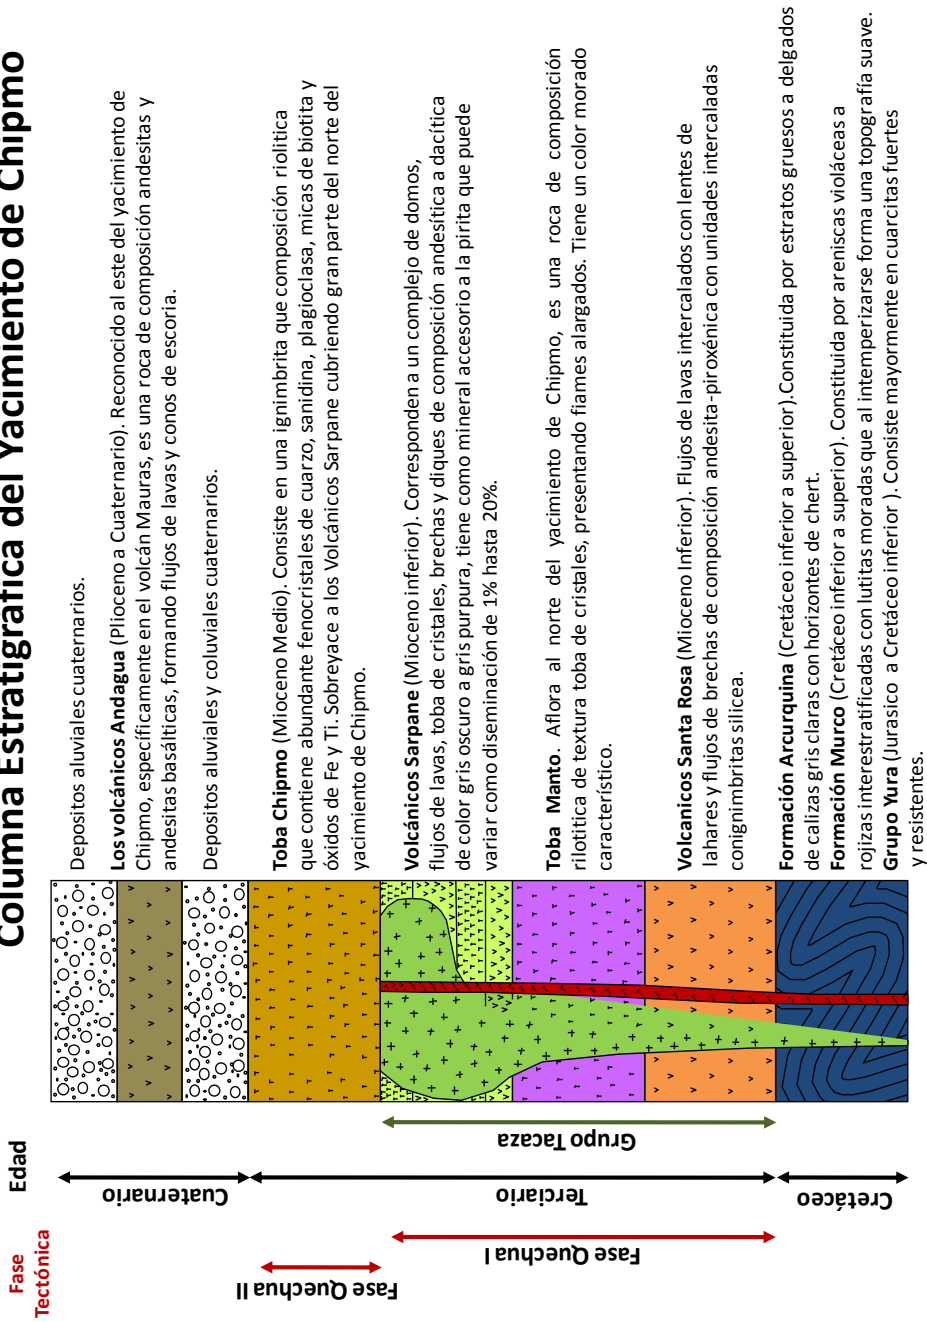 Columna Estratigráfica del Yacimiento de Chipmo
Fase
Tectónica
Edad
Depositos aluviales cuaternarios.
Los volcánicos Andagua (Plioceno a Cuaternario). Reconocido al este del yacimiento de
Chipmo, específicamente en el volcán Mauras, es una roca de composición andesitas y
andesitas basálticas, formando flujos de lavas y conos de escoria.
Depositos aluviales y coluviales cuaternarios.
Toba Chipmo (Mioceno Medio). Consiste en una ignimbrita que composición riolitica
que contiene abundante fenocristales de cuarzo, sanidina, plagioclasa, micas de biotita y
óxidos de Fe y Ti. Sobreyace a los Volcánicos Sarpane cubriendo gran parte del norte del
yacimiento de Chipmo.
Volcánicos Sarpane (Mioceno inferior). Corresponden a un complejo de domos,
flujos de lavas, toba de cristales, brechas y diques de composición andesítica a dacítica
de color gris oscuro a gris purpura, tiene como mineral accesorio a la pirita que puede
variar como diseminación de 1% hasta 20%.
Toba Manto. Aflora al norte del yacimiento de Chipmo, es una roca de composición
rilotitica de textura toba de cristales, presentando fiames alargados. Tiene un color morado
característico.
Volcanicos Santa Rosa (Mioceno Inferior). Flujos de lavas intercalados con lentes de
lahares y flujos de brechas de composición andesita-piroxénica con unidades intercaladas
conignimbritas silicea.
Formación Arcurquina (Cretáceo inferior a superior).Constituida por estratos gruesos a delgados
de calizas gris claras con horizontes de chert.
Formación Murco (Cretáceo inferior a superior). Constituida por areniscas violáceas a
rojizas interestratificadas con lutitas moradas que al intemperizarse forma una topografía suave.
Grupo Yura (Jurasico a Cretáceo inferior ). Consiste mayormente en cuarcitas fuertes
y resistentes.
Grupo Tacaza
Cuaternario
Terciario
Cretáceo
Fase Quechua II
Fase Quechua I